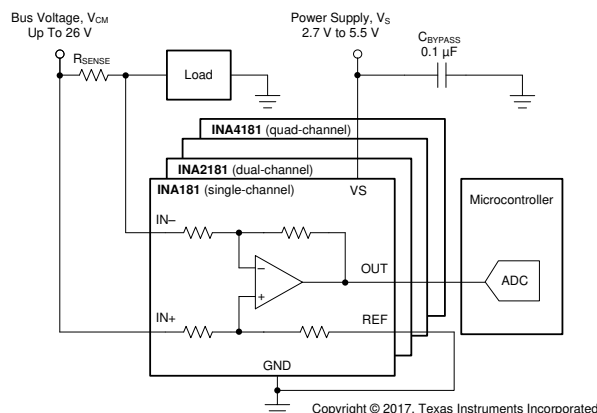 Bus Voltage, VCM
Up To 26 V
Power Supply, VS
2.7 V to 5.5 V
CBYPASS
0.1 µF
RSENSE
Load
INA4181 (quad-channel)
INA2181 (dual-channel)
INA181 (single-channel)
VS
Microcontroller
IN–
–
OUT
ADC
+
IN+
REF
GND
Copyright © 2017, Texas Instruments Incorporated